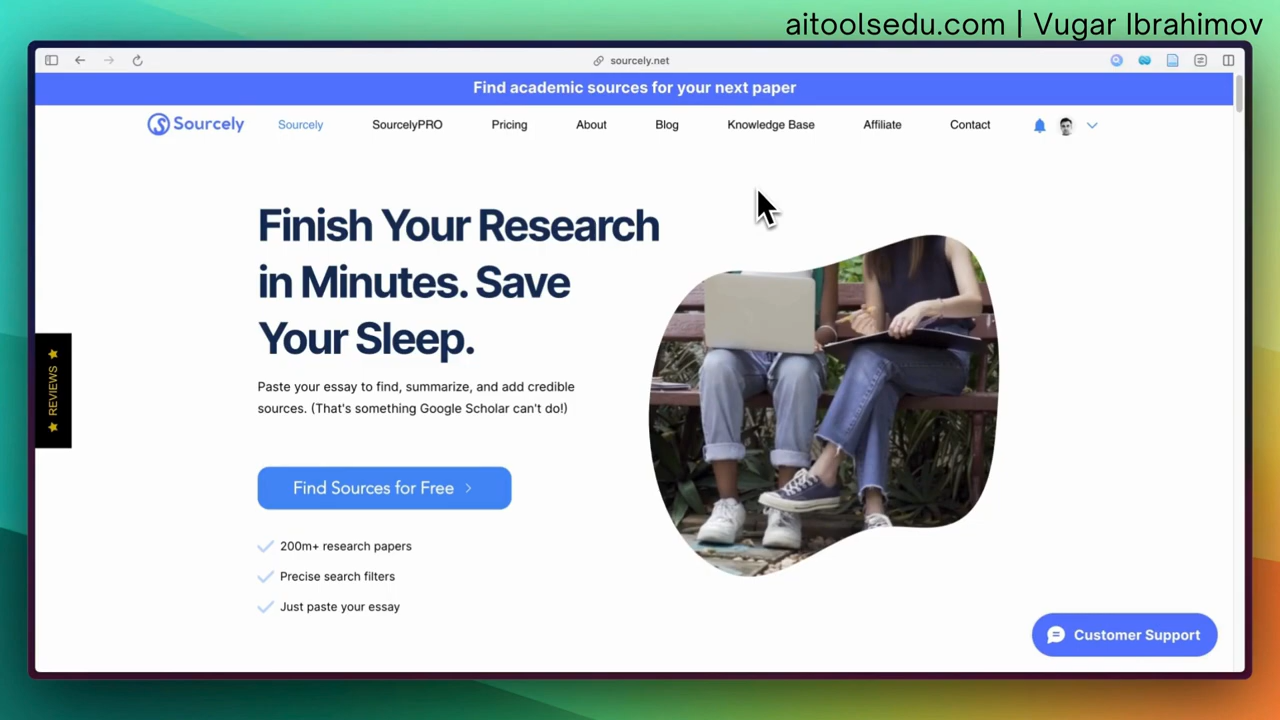 aitoolsedu.com | Vugar Ibrahimov
sourcely.net
Find academic sources for your next paper
Sourcely Sourcely SourcelyPRO Pricing About Blog Knowledge Base Affiliate Contact
Finish Your Research
in Minutes. Save
Your Sleep.
Paste your essay to find, summarize, and add credible
sources. (That's something Google Scholar can't do!)
REVIEWS
Find Sources for Free
200m+ research papers
Precise search filters
Just paste your essay
Customer Support